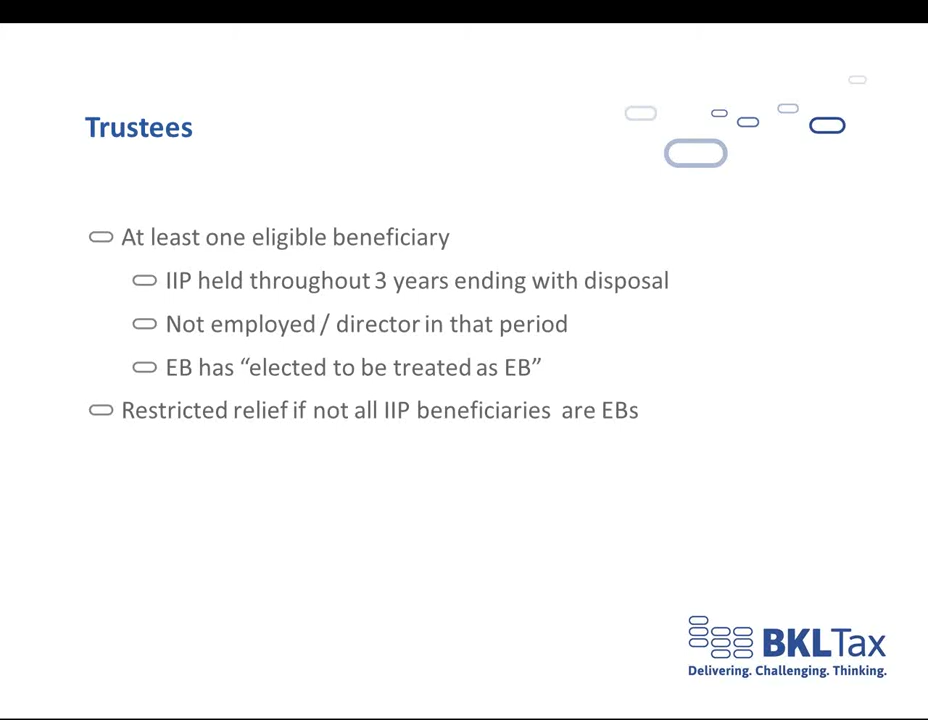 Trustees
At least one eligible beneficiary
IIP held throughout 3 years ending with disposal
Not employed / director in that period
EB has “elected to be treated as EB”
Restricted relief if not all IIP beneficiaries are EBs
BKLTax
Delivering. Challenging. Thinking.